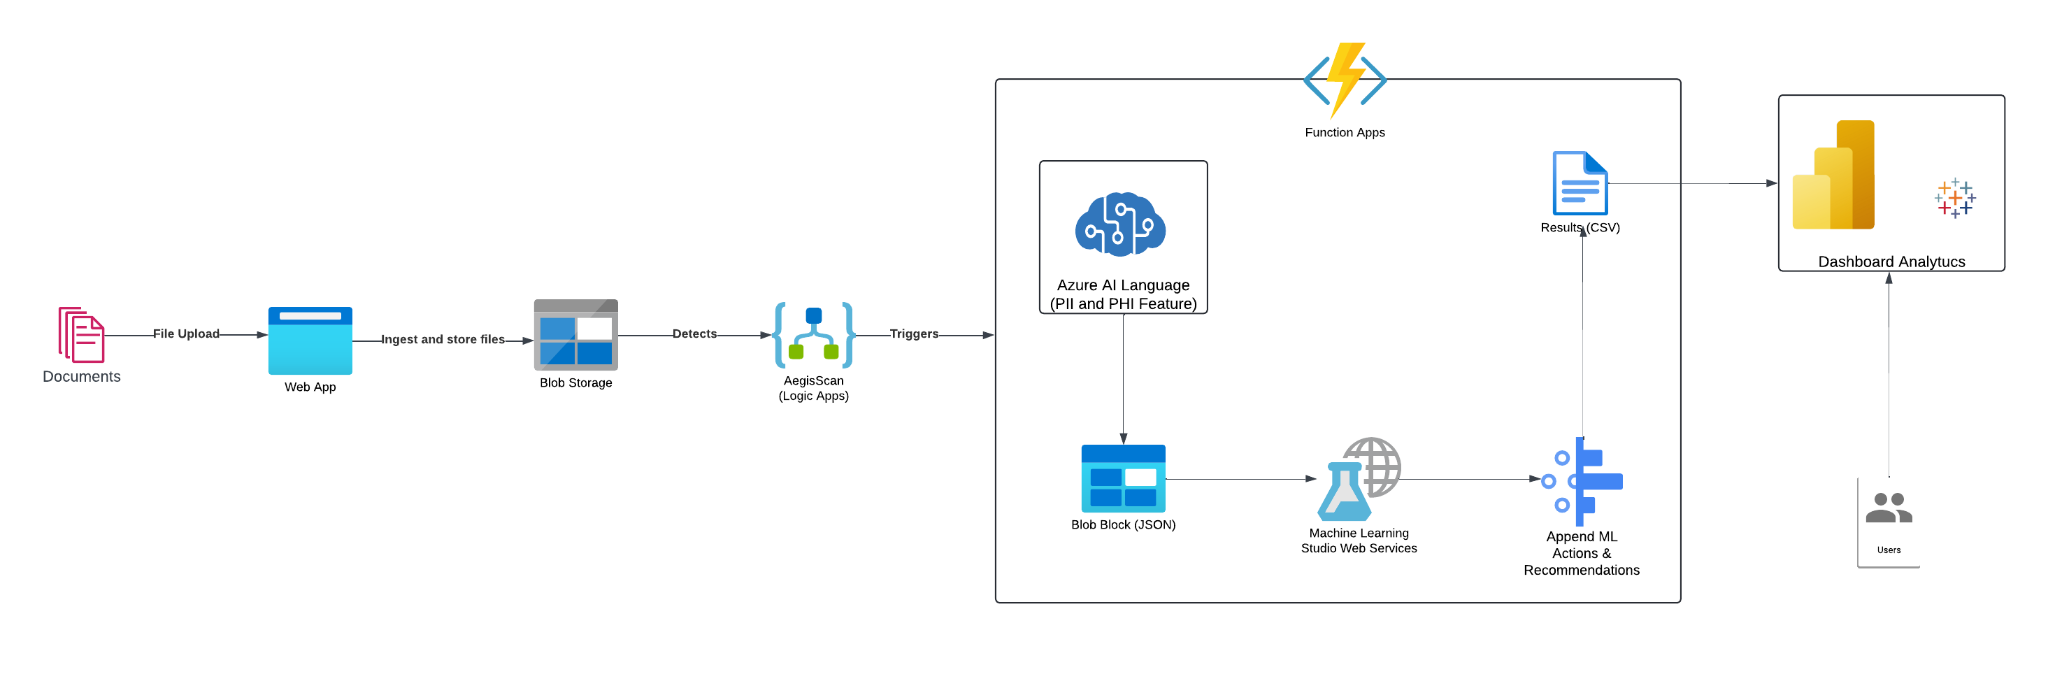 File Upload
Documents
Web App
Ingest and store files
Blob Storage
Detects
AegisScan
(Logic Apps)
Triggers
Function Apps
Azure AI Language
(PII and PHI Feature)
Blob Block (JSON)
Machine Learning
Studio Web Services
Append ML
Actions &
Recommendations
Results (CSV)
Dashboard Analytucs
Users